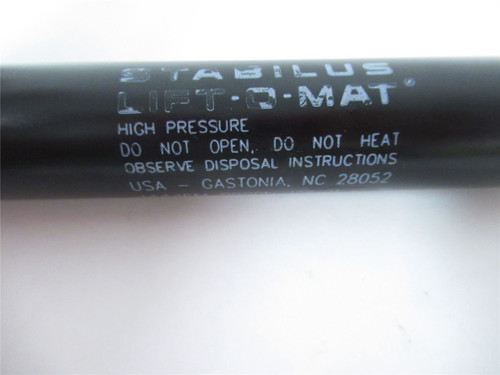 STABILUS
LIFT-O-MAT®
HIGH PRESSURE
DO NOT OPEN, DO NOT HEAT
OBSERVE DISPOSAL INSTRUCTIONS
USA - GASTONIA, NC 28052